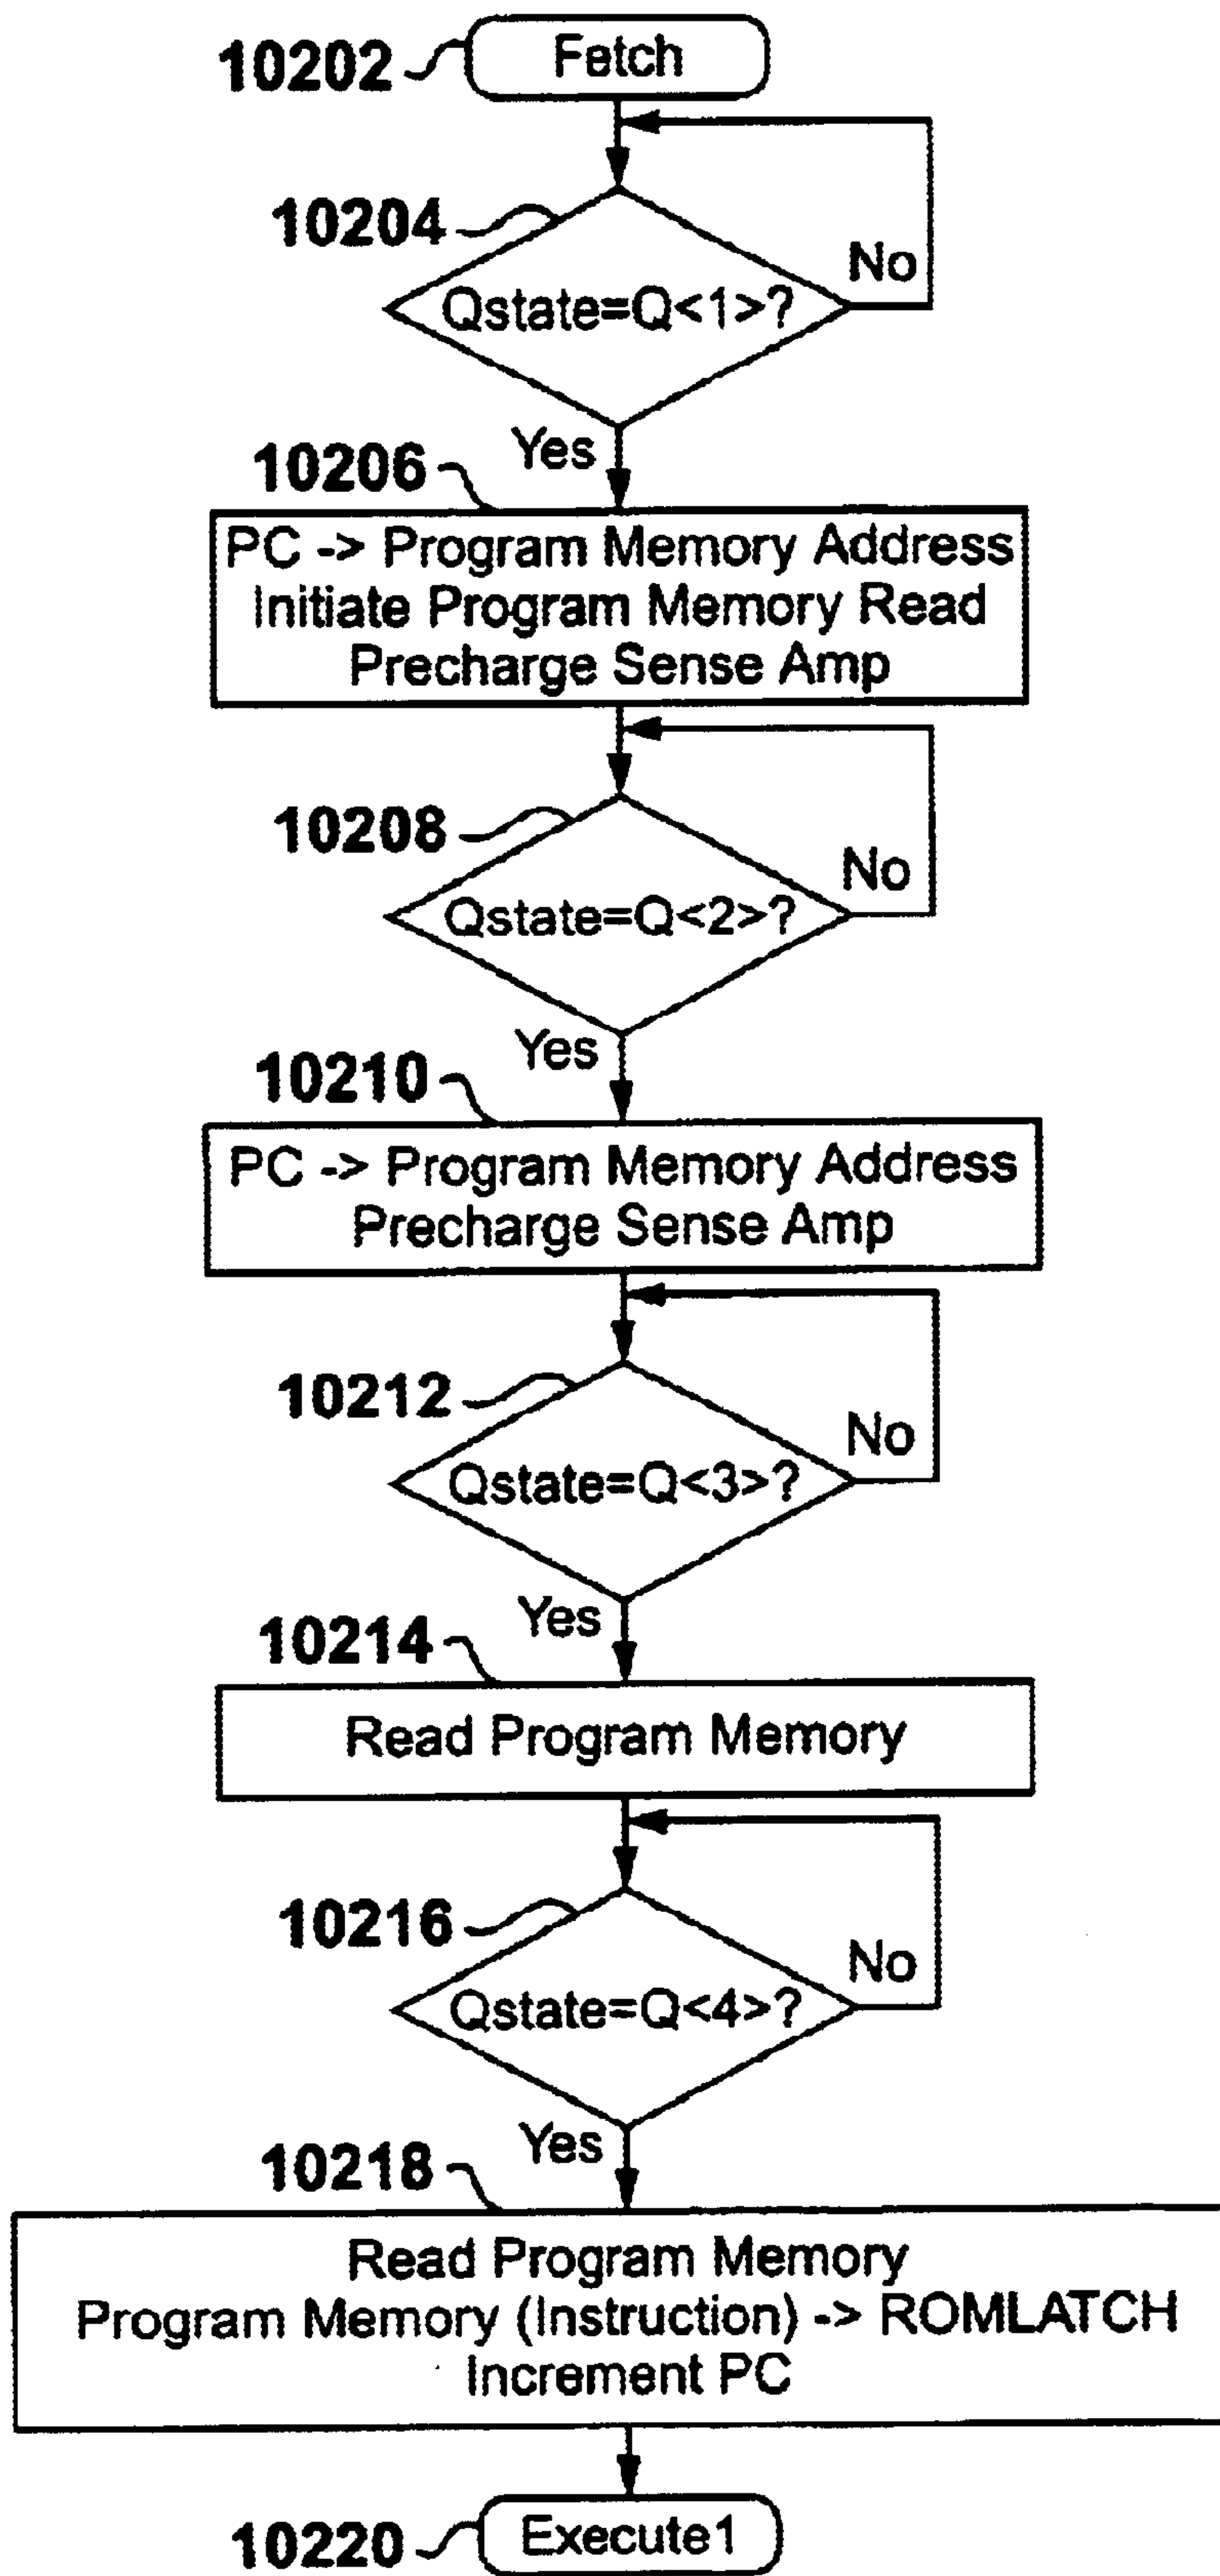 10202
Fetch
10204
No
Qstate=Q<1>?
Yes
10206
PC -> Program Memory Address
Initiate Program Memory Read
Precharge Sense Amp
10208
No
Qstate=Q<2>?
Yes
10210
PC -> Program Memory Address
Precharge Sense Amp
10212
No
Qstate=Q<3>?
Yes
10214
Read Program Memory
10216
No
Qstate=Q<4>?
Yes
10218
Read Program Memory
Program Memory (Instruction) -> ROMLATCH
Increment PC
10220
Execute1